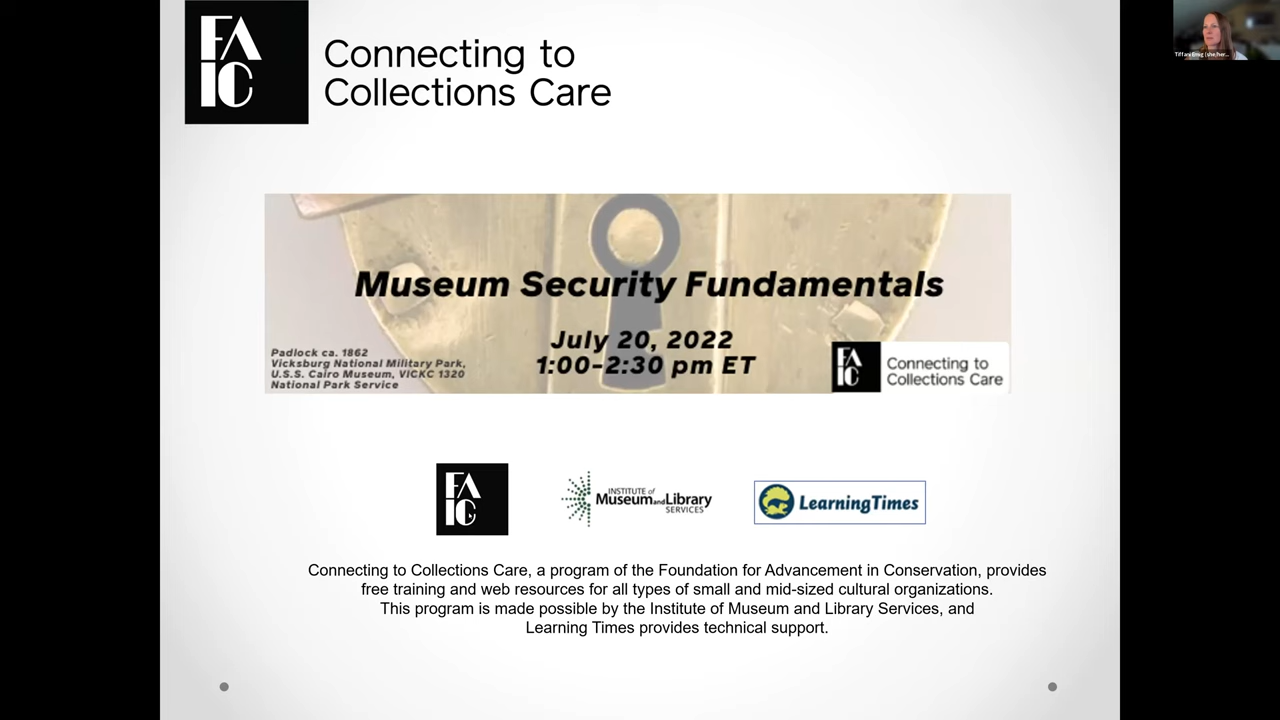 FA
IC
Connecting to
Collections Care
Museum Security Fundamentals
July 20, 2022
1:00-2:30 pm ET
Padlock ca. 1862
Vicksburg National Military Park,
U.S.S. Cairo Museum, VICKC 1320
National Park Service
FA
IC
Connecting to
Collections Care
FA
IC
INSTITUTE of
Museum and Library
SERVICES
LearningTimes
Connecting to Collections Care, a program of the Foundation for Advancement in Conservation, provides
free training and web resources for all types of small and mid-sized cultural organizations.
This program is made possible by the Institute of Museum and Library Services, and
Learning Times provides technical support.